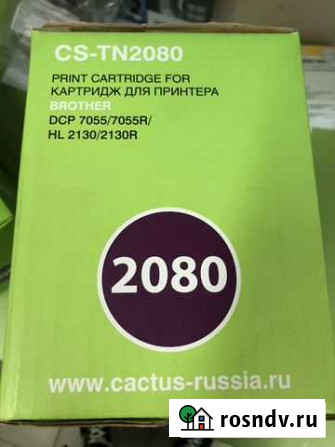 CS-TN2080
PRINT CARTRIDGE FOR
КАРТРИДЖ ДЛЯ ПРИНТЕРА
BROTHER
DCP 7055/7055R/
HL 2130/2130R
2080
www.cactus-russia.ru
rosndv.ru